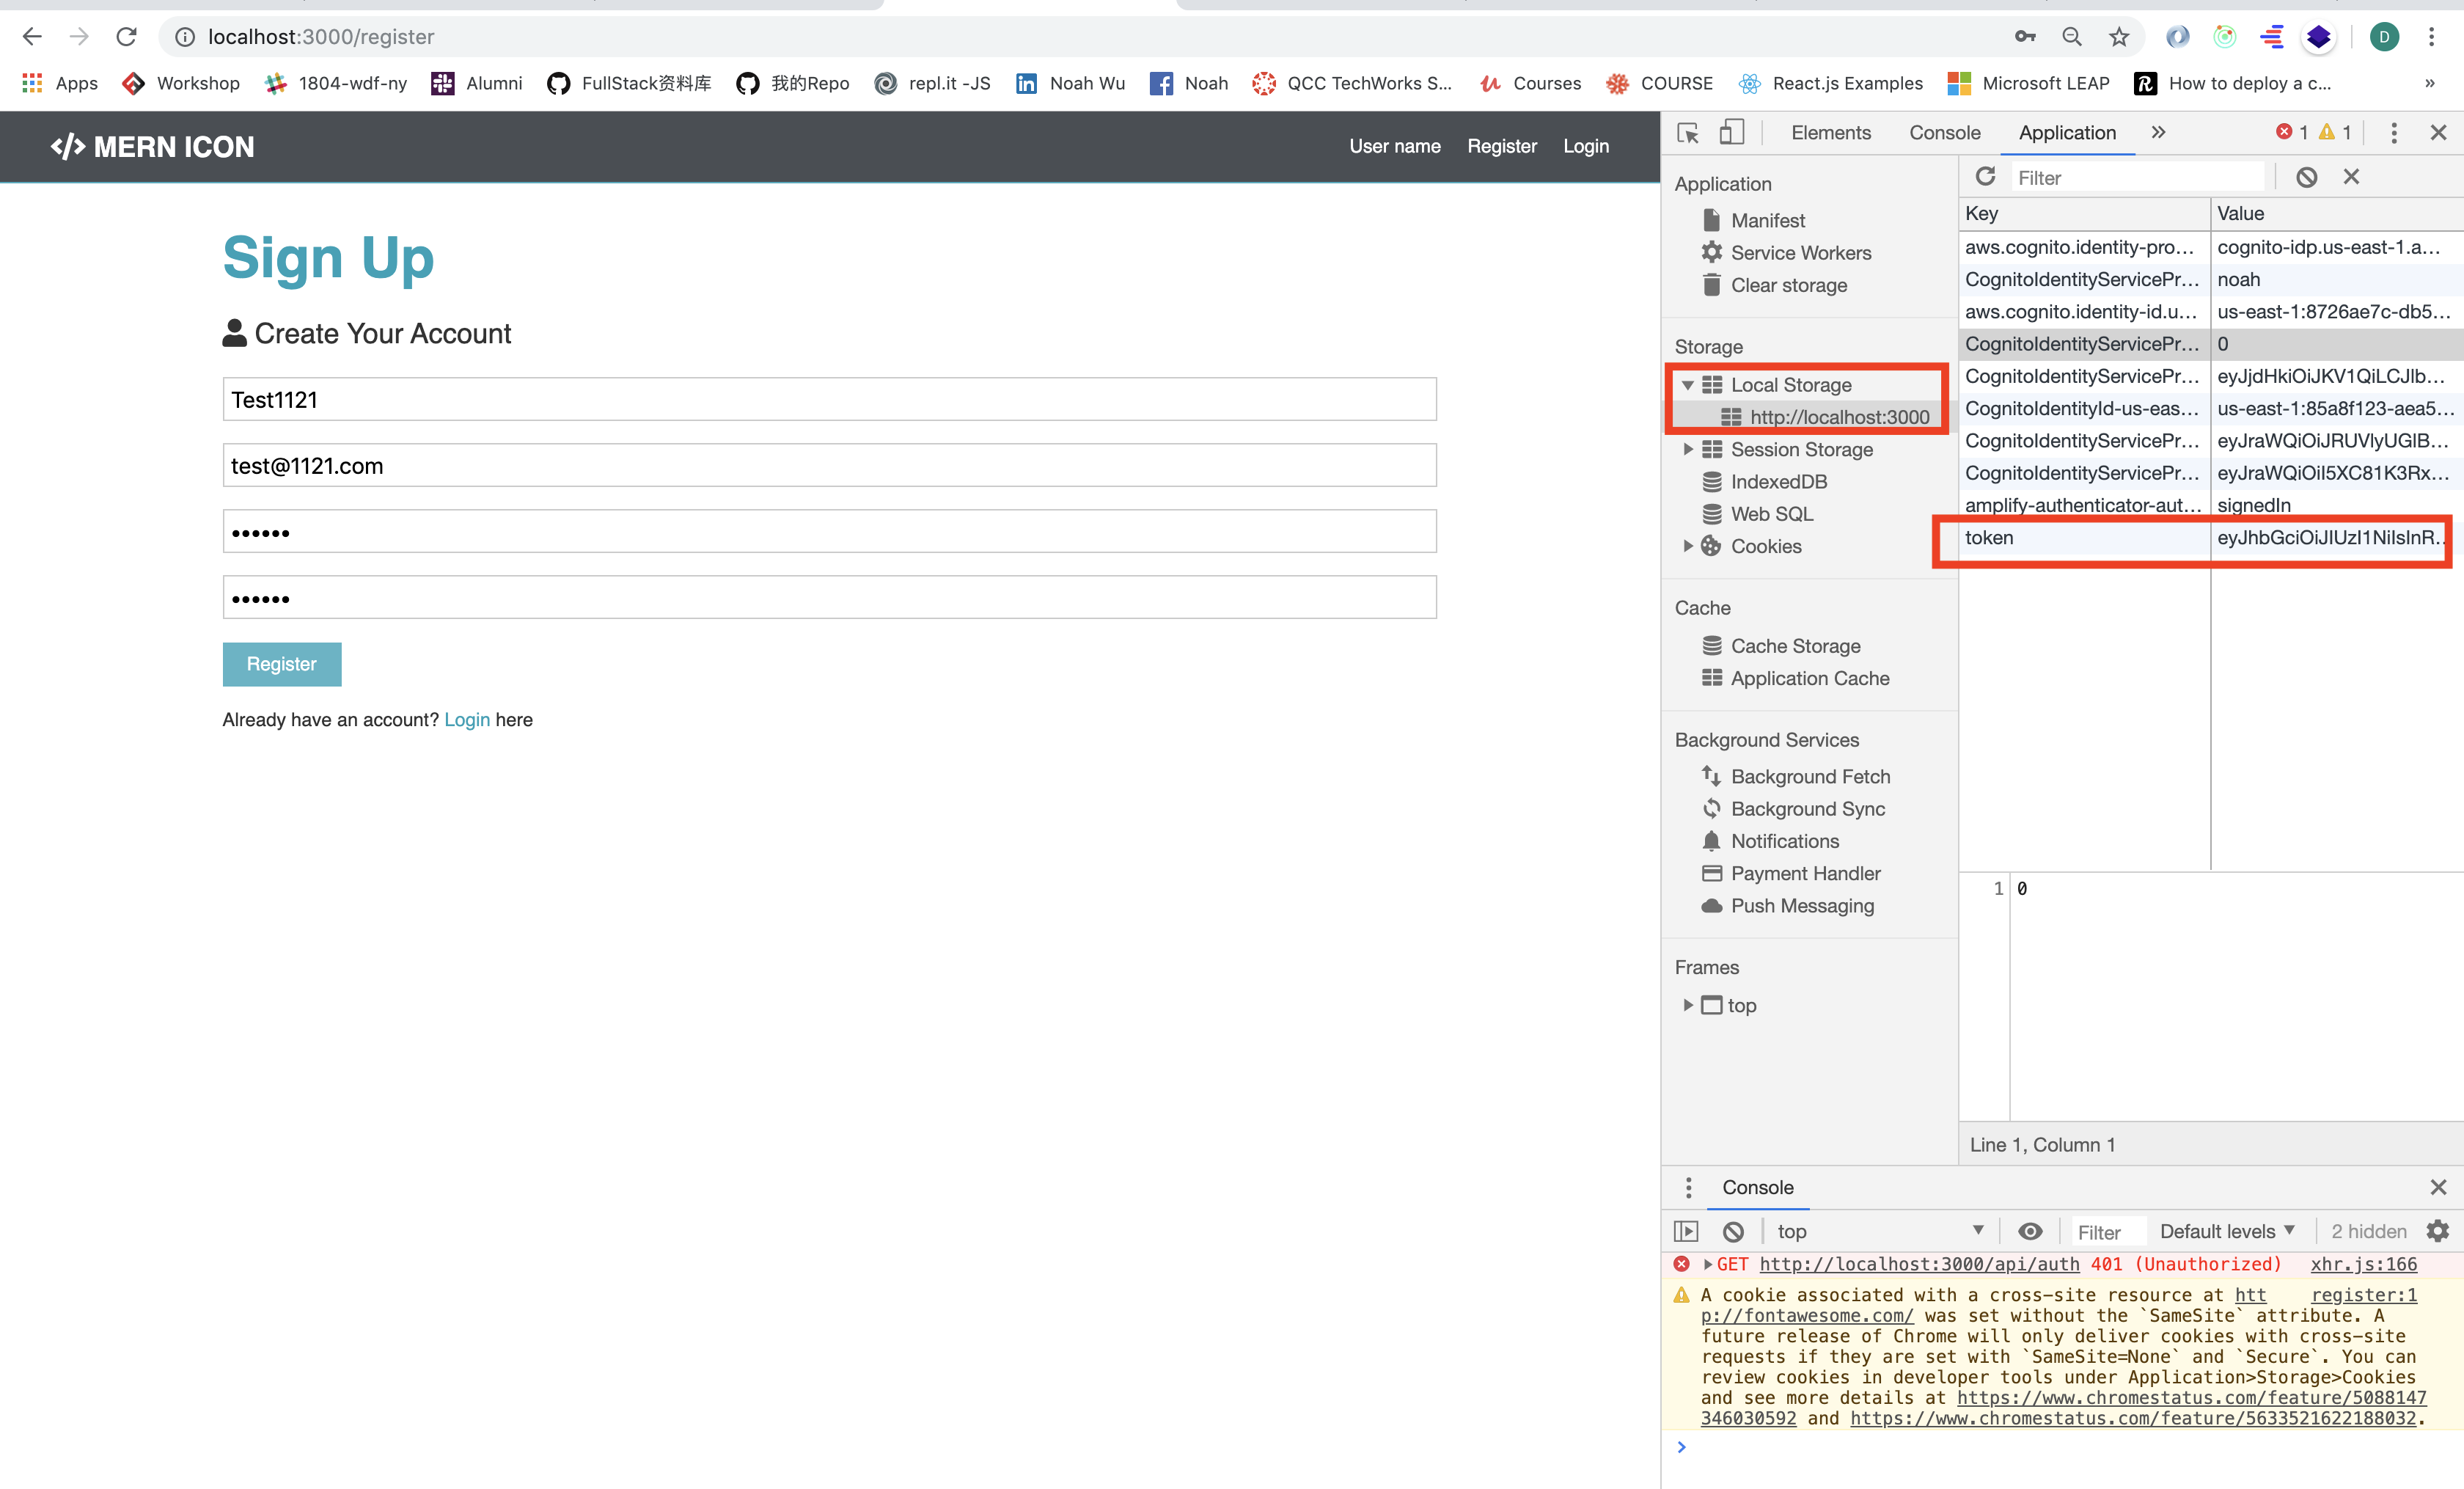 localhost:3000/register
D
Apps Workshop 1804-wdf-ny Alumni FullStack资料库 我的Repo repl.it -JS Noah Wu Noah QCC TechWorks S... Courses COURSE React.js Examples Microsoft LEAP How to deploy a c... »
</> MERN ICON
User name Register Login
Sign Up
Create Your Account
Test1121
test@1121.com
••••••
••••••
Register
Already have an account? Login here
Elements Console Application » 1 1
Application
Manifest
Service Workers
Clear storage
Storage
Local Storage
http://localhost:3000
Session Storage
IndexedDB
Web SQL
Cookies
Cache
Cache Storage
Application Cache
Background Services
Background Fetch
Background Sync
Notifications
Payment Handler
Push Messaging
Frames
top
Filter
Key Value
aws.cognito.identity-pro... cognito-idp.us-east-1.a...
CognitoIdentityServicePr... noah
aws.cognito.identity-id.u... us-east-1:8726ae7c-db5...
CognitoIdentityServicePr... 0
CognitoIdentityServicePr... eyJjdHkiOiJKV1QiLCJlb...
CognitoIdentityId-us-eas... us-east-1:85a8f123-aea5...
CognitoIdentityServicePr... eyJraWQiOiJRUVlyUGlB...
CognitoIdentityServicePr... eyJraWQiOiI5XC81K3Rx...
amplify-authenticator-aut... signedIn
token eyJhbGciOiJIUzI1NiIsInR...
1 0
Line 1, Column 1
Console
top Filter Default levels 2 hidden
GET http://localhost:3000/api/auth 401 (Unauthorized) xhr.js:166
A cookie associated with a cross-site resource at htt register:1
p://fontawesome.com/ was set without the `SameSite` attribute. A
future release of Chrome will only deliver cookies with cross-site
requests if they are set with `SameSite=None` and `Secure`. You can
review cookies in developer tools under Application>Storage>Cookies
and see more details at https://www.chromestatus.com/feature/5088147
346030592 and https://www.chromestatus.com/feature/5633521622188032.